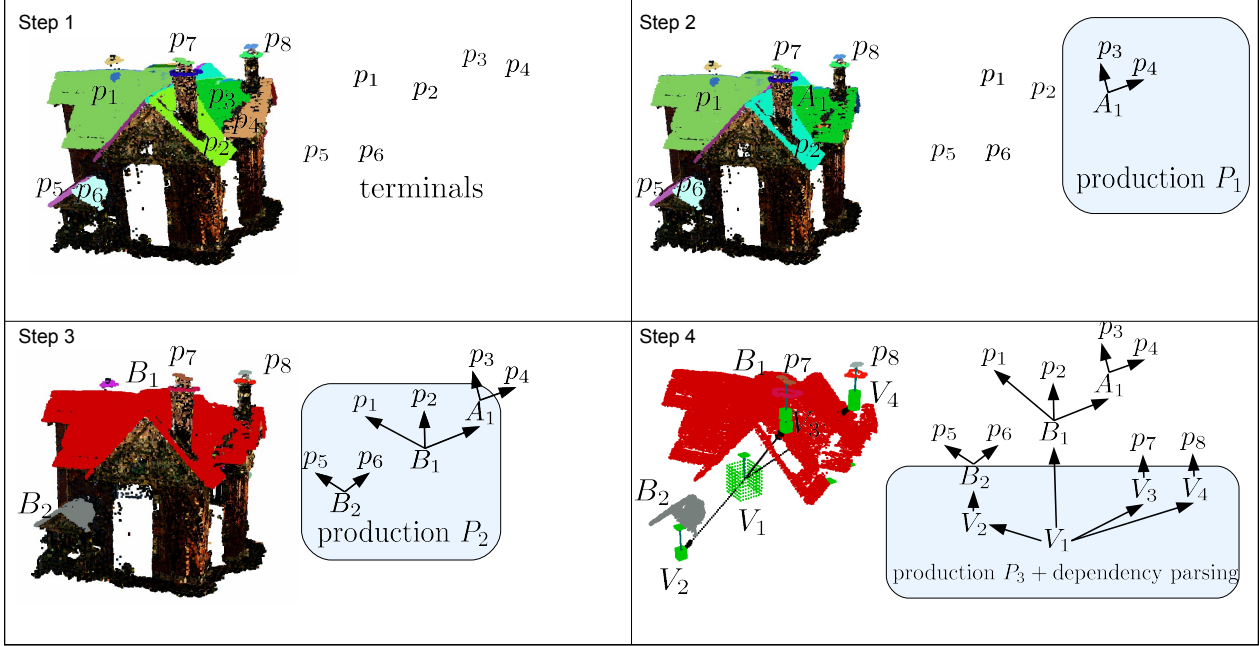 Step 1
p₇ p₈
p₁ p₃ p₄ p₂
p₅ p₆
p₁ p₂ p₃ p₄
p₅ p₆
terminals
Step 2
p₇ p₈
p₁ A₁ p₂
p₅ p₆
p₁ p₂
p₅ p₆
p₃ p₄
A₁
production P₁
Step 3
B₁ p₇ p₈
B₂
p₃ p₄
p₁ p₂ A₁
B₁
p₅ p₆
B₂
production P₂
Step 4
B₁ p₇ p₈
V₃ V₄
B₂ V₁
V₂
p₃ p₄
p₁ p₂ A₁
B₁
p₅ p₆ p₇ p₈
B₂
V₂ V₁ V₃ V₄
production P₃ + dependency parsing